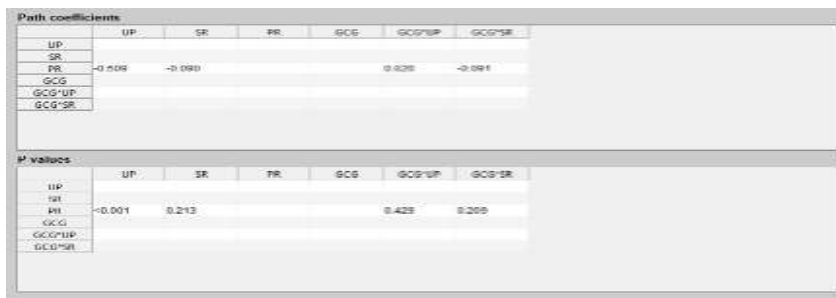 Path coefficients
UP SR PR GCG GCG*UP GCG*SR
UP
SR
PR -0.509 -0.090 0.020 -0.091
GCG
GCG*UP
GCG*SR
P values
UP SR PR GCG GCG*UP GCG*SR
UP
SR
PR <0.001 0.213 0.429 0.209
GCG
GCG*UP
GCG*SR